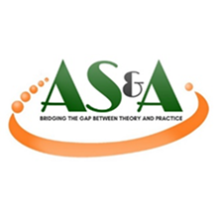 AS&A
BRIDGING THE GAP BETWEEN THEORY AND PRACTICE